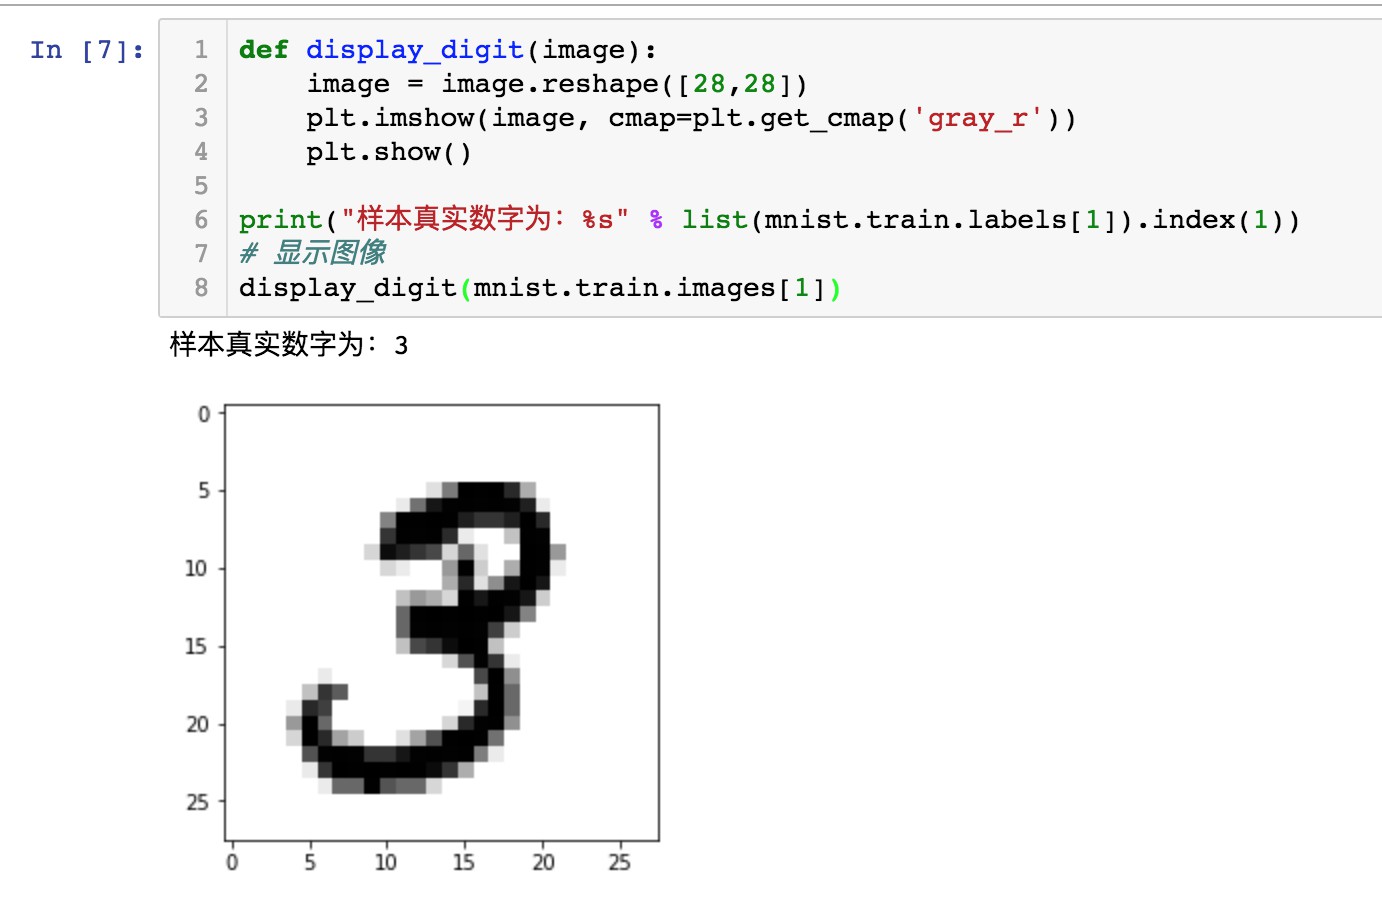 In [7]:
1 def display_digit(image):
2     image = image.reshape([28,28])
3     plt.imshow(image, cmap=plt.get_cmap('gray_r'))
4     plt.show()
5
6 print("样本真实数字为：%s" % list(mnist.train.labels[1]).index(1))
7 # 显示图像
8 display_digit(mnist.train.images[1])
样本真实数字为：3
0
5
10
15
20
25
3
0 5 10 15 20 25